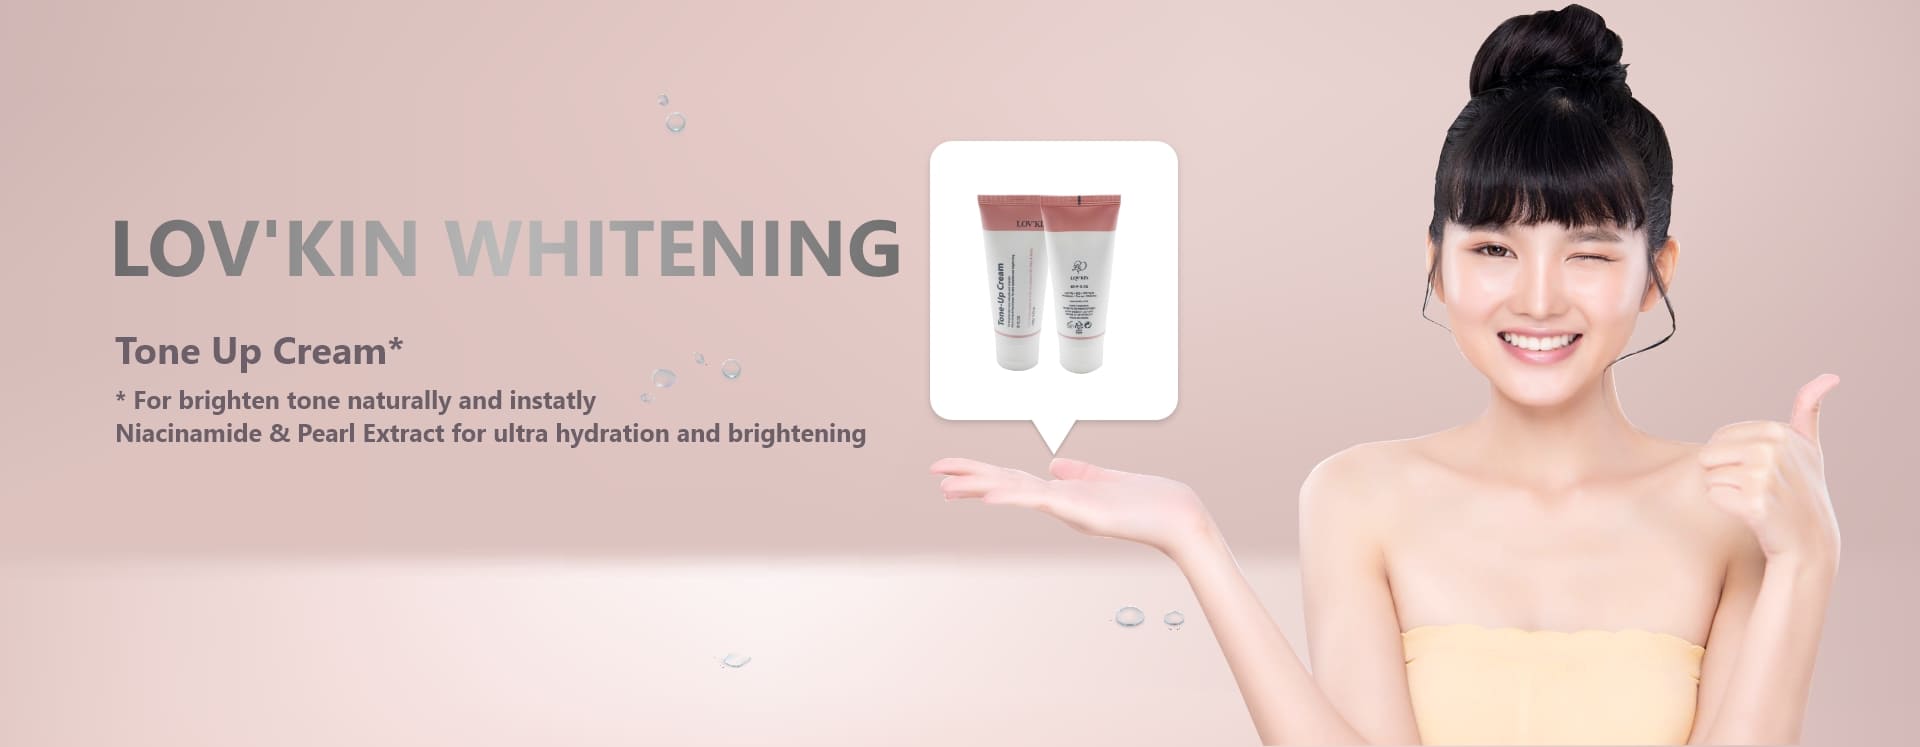 LOV'KIN WHITENING
Tone Up Cream*
* For brighten tone naturally and instatly
Niacinamide & Pearl Extract for ultra hydration and brightening
LOV'KI
Tone-Up Cream
LOV'KIN